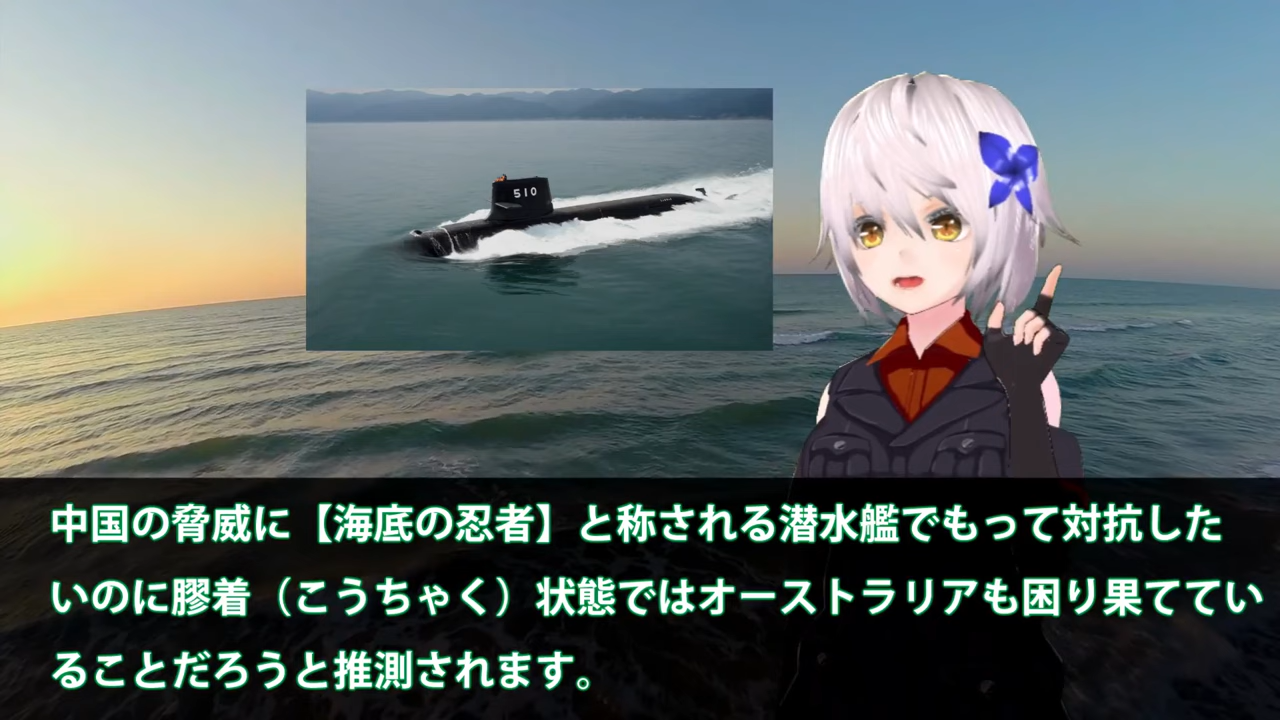 510
中国の脅威に【海底の忍者】と称される潜水艦でもって対抗した
いのに膠着（こうちゃく）状態ではオーストラリアも困り果ててい
ることだろうと推測されます。